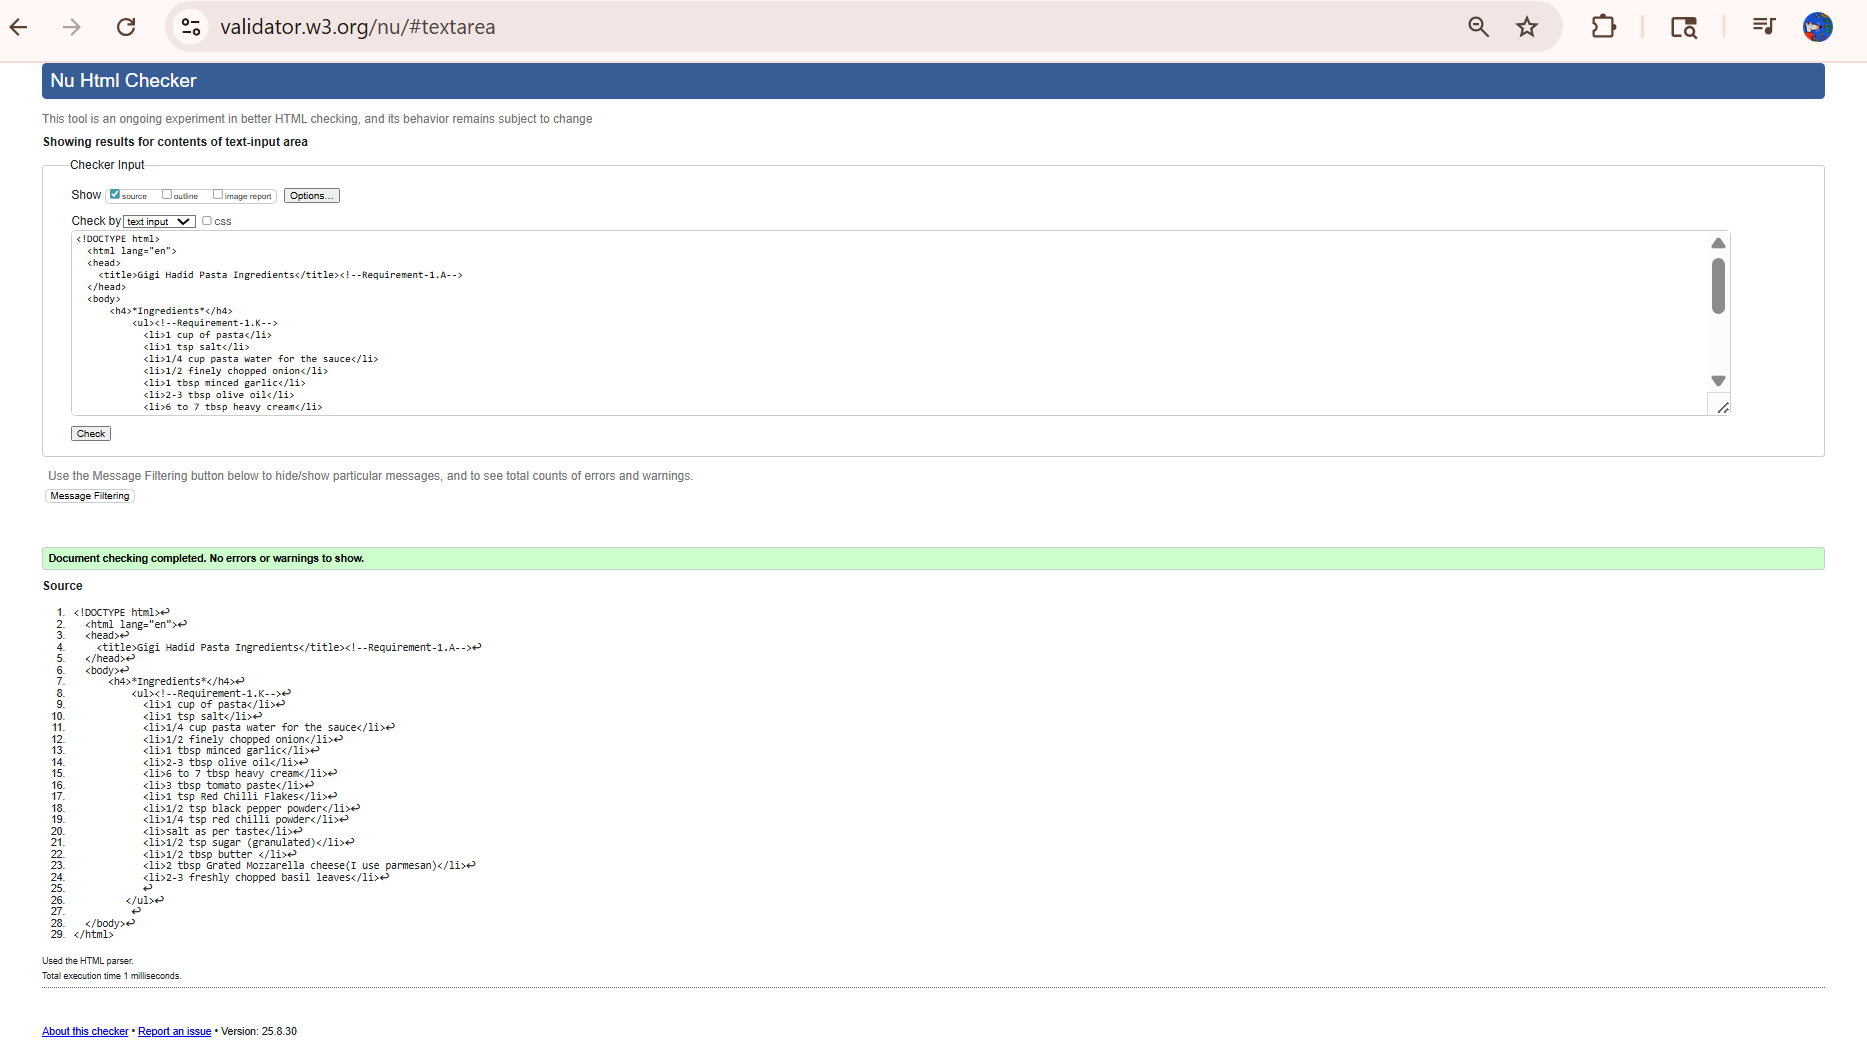 validator.w3.org/nu/#textarea
Nu Html Checker
This tool is an ongoing experiment in better HTML checking, and its behavior remains subject to change
Showing results for contents of text-input area
Checker Input
Show source outline image report Options...
Check by text input css
<!DOCTYPE html>
<html lang="en">
<head>
<title>Gigi Hadid Pasta Ingredients</title><!--Requirement-1.A-->
</head>
<body>
<h4>*Ingredients*</h4>
<ul><!--Requirement-1.K-->
<li>1 cup of pasta</li>
<li>1 tsp salt</li>
<li>1/4 cup pasta water for the sauce</li>
<li>1/2 finely chopped onion</li>
<li>1 tbsp minced garlic</li>
<li>2-3 tbsp olive oil</li>
<li>6 to 7 tbsp heavy cream</li>
Check
Use the Message Filtering button below to hide/show particular messages, and to see total counts of errors and warnings.
Message Filtering
Document checking completed. No errors or warnings to show.
Source
1. <!DOCTYPE html>↩
2. <html lang="en">↩
3. <head>↩
4. <title>Gigi Hadid Pasta Ingredients</title><!--Requirement-1.A-->↩
5. </head>↩
6. <body>↩
7. <h4>*Ingredients*</h4>↩
8. <ul><!--Requirement-1.K-->↩
9. <li>1 cup of pasta</li>↩
10. <li>1 tsp salt</li>↩
11. <li>1/4 cup pasta water for the sauce</li>↩
12. <li>1/2 finely chopped onion</li>↩
13. <li>1 tbsp minced garlic</li>↩
14. <li>2-3 tbsp olive oil</li>↩
15. <li>6 to 7 tbsp heavy cream</li>↩
16. <li>3 tbsp tomato paste</li>↩
17. <li>1 tsp Red Chilli Flakes</li>↩
18. <li>1/2 tsp black pepper powder</li>↩
19. <li>1/4 tsp red chilli powder</li>↩
20. <li>salt as per taste</li>↩
21. <li>1/2 tsp sugar (granulated)</li>↩
22. <li>1/2 tbsp butter </li>↩
23. <li>2 tbsp Grated Mozzarella cheese(I use parmesan)</li>↩
24. <li>2-3 freshly chopped basil leaves</li>↩
25. ↩
26. </ul>↩
27. ↩
28. </body>↩
29. </html>
Used the HTML parser.
Total execution time 1 milliseconds.
About this checker • Report an issue • Version: 25.8.30